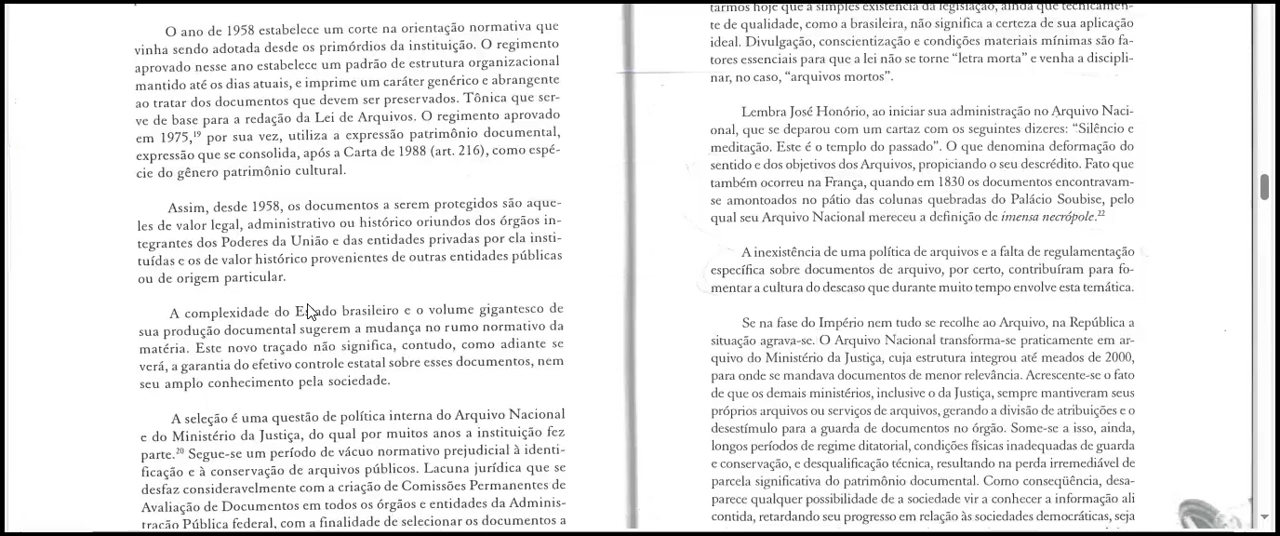 O ano de 1958 estabelece um corte na orientação normativa que
vinha sendo adotada desde os primórdios da instituição. O regimento
aprovado nesse ano estabelece um padrão de estrutura organizacional
mantido até os dias atuais, e imprime um caráter genérico e abrangente
ao tratar dos documentos que devem ser preservados. Tônica que ser-
ve de base para a redação da Lei de Arquivos. O regimento aprovado
em 1975,¹⁹ por sua vez, utiliza a expressão patrimônio documental,
expressão que se consolida, após a Carta de 1988 (art. 216), como espé-
cie do gênero patrimônio cultural.
Assim, desde 1958, os documentos a serem protegidos são aque-
les de valor legal, administrativo ou histórico oriundos dos órgãos in-
tegrantes dos Poderes da União e das entidades privadas por ela insti-
tuídas e os de valor histórico provenientes de outras entidades públicas
ou de origem particular.
A complexidade do Estado brasileiro e o volume gigantesco de
sua produção documental sugerem a mudança no rumo normativo da
matéria. Este novo traçado não significa, contudo, como adiante se
verá, a garantia do efetivo controle estatal sobre esses documentos, nem
seu amplo conhecimento pela sociedade.
A seleção é uma questão de política interna do Arquivo Nacional
e do Ministério da Justiça, do qual por muitos anos a instituição fez
parte.²⁰ Segue-se um período de vácuo normativo prejudicial à identi-
ficação e à conservação de arquivos públicos. Lacuna jurídica que se
desfaz consideravelmente com a criação de Comissões Permanentes de
Avaliação de Documentos em todos os órgãos e entidades da Adminis-
tração Pública federal, com a finalidade de selecionar os documentos a
tarmos hoje que a simples existência da legislação, ainda que tecnicamen-
te de qualidade, como a brasileira, não significa a certeza de sua aplicação
ideal. Divulgação, conscientização e condições materiais mínimas são fa-
tores essenciais para que a lei não se torne “letra morta” e venha a discipli-
nar, no caso, “arquivos mortos”.
Lembra José Honório, ao iniciar sua administração no Arquivo Naci-
onal, que se deparou com um cartaz com os seguintes dizeres: “Silêncio e
meditação. Este é o templo do passado”. O que denomina deformação do
sentido e dos objetivos dos Arquivos, propiciando o seu descrédito. Fato que
também ocorreu na França, quando em 1830 os documentos encontravam-
se amontoados no pátio das colunas quebradas do Palácio Soubise, pelo
qual seu Arquivo Nacional mereceu a definição de imensa necrópole.²²
A inexistência de uma política de arquivos e a falta de regulamentação
específica sobre documentos de arquivo, por certo, contribuíram para fo-
mentar a cultura do descaso que durante muito tempo envolve esta temática.
Se na fase do Império nem tudo se recolhe ao Arquivo, na República a
situação agrava-se. O Arquivo Nacional transforma-se praticamente em ar-
quivo do Ministério da Justiça, cuja estrutura integrou até meados de 2000,
para onde se mandava documentos de menor relevância. Acrescente-se o fato
de que os demais ministérios, inclusive o da Justiça, sempre mantiveram seus
próprios arquivos ou serviços de arquivos, gerando a divisão de atribuições e o
desestímulo para a guarda de documentos no órgão. Some-se a isso, ainda,
longos períodos de regime ditatorial, condições físicas inadequadas de guarda
e conservação, e desqualificação técnica, resultando na perda irremediável de
parcela significativa do patrimônio documental. Como conseqüência, desa-
parece qualquer possibilidade de a sociedade vir a conhecer a informação ali
contida, retardando seu progresso em relação às sociedades democráticas, seja